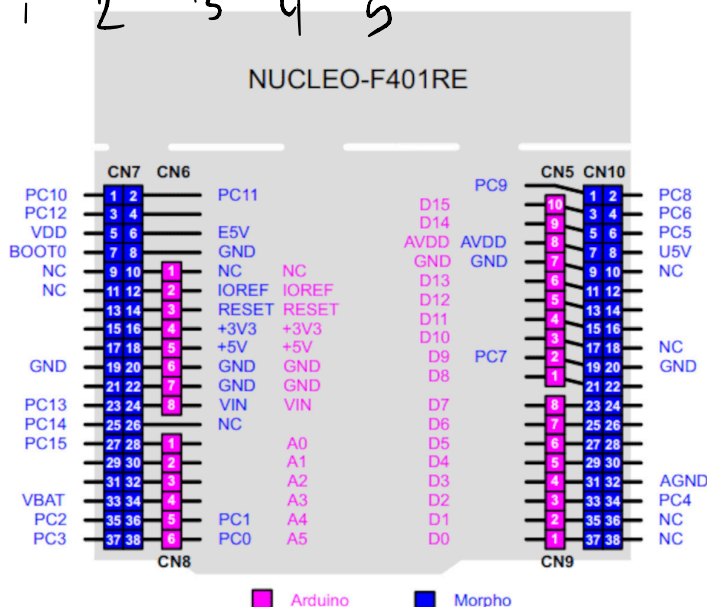 1 2 3 4 5
NUCLEO-F401RE
CN7 CN6 CN5 CN10
PC9
PC10 1 2 PC11 1 2 PC8
D15 10
PC12 3 4 3 4 PC6
D14 9
VDD 5 6 E5V 5 6 PC5
AVDD AVDD 8
BOOT0 7 8 GND 7 8 U5V
GND GND 7
NC 9 10 1 NC NC 9 10 NC
D13 6
NC 11 12 2 IOREF IOREF 11 12
D12 5
13 14 3 RESET RESET 13 14
D11 4
15 16 4 +3V3 +3V3 15 16
D10 3
17 18 5 +5V +5V 17 18 NC
D9 PC7 2
GND 19 20 6 GND GND 19 20 GND
D8 1
21 22 7 GND GND 21 22
PC13 23 24 8 VIN VIN D7 8 23 24
PC14 25 26 NC D6 7 25 26
PC15 27 28 1 A0 D5 6 27 28
29 30 2 A1 D4 5 29 30
31 32 3 A2 D3 4 31 32 AGND
VBAT 33 34 4 A3 D2 3 33 34 PC4
PC2 35 36 5 PC1 A4 D1 2 35 36 NC
PC3 37 38 6 PC0 A5 D0 1 37 38 NC
CN8 CN9
Arduino Morpho